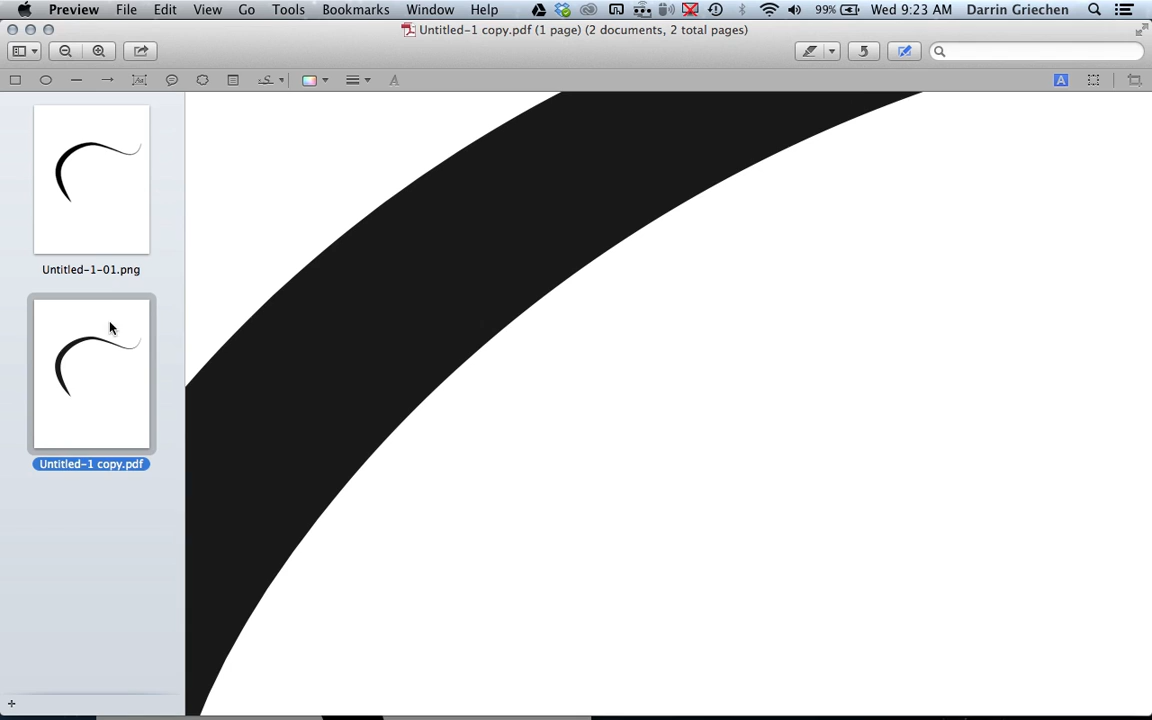 Preview File Edit View Go Tools Bookmarks Window Help 99% Wed 9:23 AM Darrin Griechen
Untitled-1 copy.pdf (1 page) (2 documents, 2 total pages)
A A
Untitled-1-01.png
Untitled-1 copy.pdf